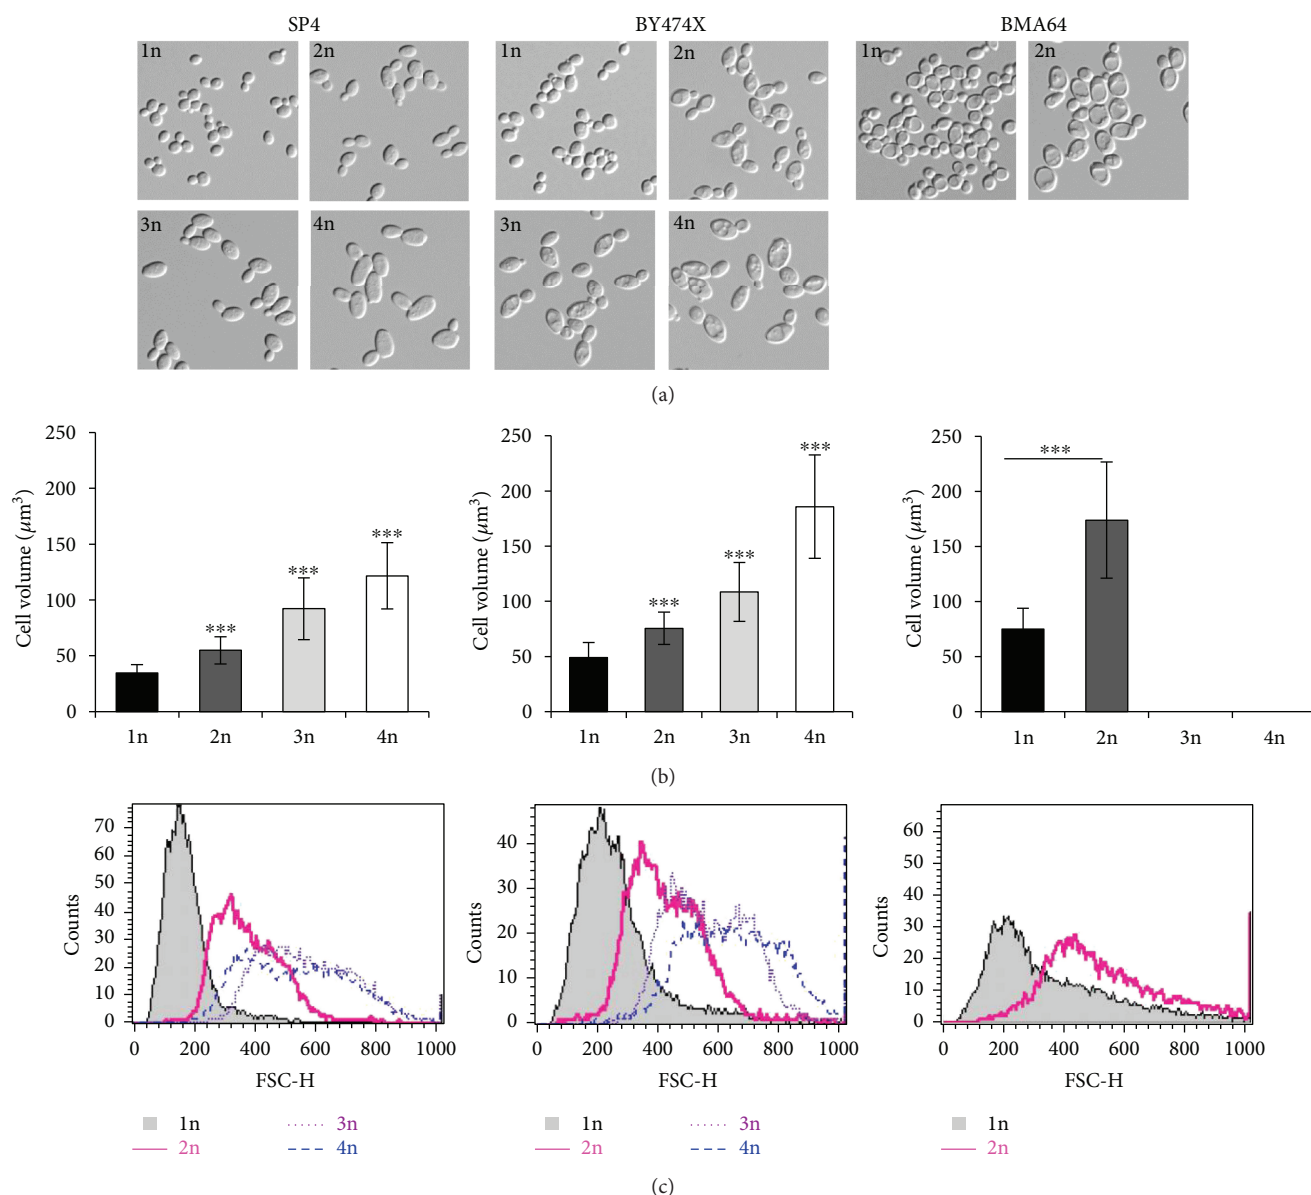 SP4 BY474X BMA64
1n 2n 1n 2n 1n 2n
3n 4n 3n 4n
(a)
250
200
150
100
50
0
Cell volume (μm³)
***
***
***
1n 2n 3n 4n
250
200
150
100
50
0
Cell volume (μm³)
***
***
***
1n 2n 3n 4n
250
200
150
100
50
0
Cell volume (μm³)
***
1n 2n 3n 4n
(b)
70
60
50
40
30
20
10
0
Counts
0 200 400 600 800 1000
FSC-H
1n 3n
2n 4n
40
30
20
10
0
Counts
0 200 400 600 800 1000
FSC-H
1n 3n
2n 4n
60
50
40
30
20
10
0
Counts
0 200 400 600 800 1000
FSC-H
1n
2n
(c)